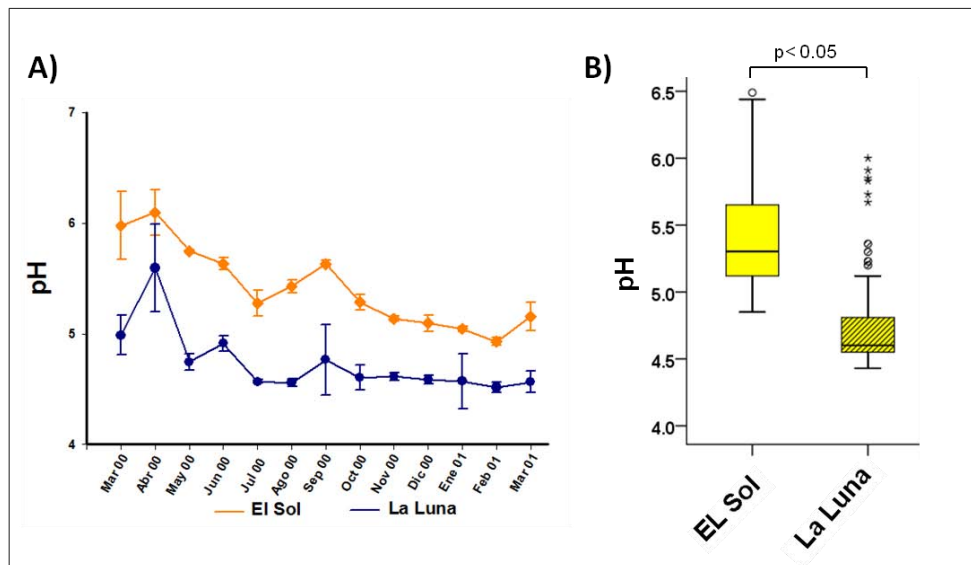 A)
7
6
5
4
pH
Mar 00
Abr 00
May 00
Jun 00
Jul 00
Ago 00
Sep 00
Oct 00
Nov 00
Dic 00
Ene 01
Feb 01
Mar 01
El Sol
La Luna
B)
p< 0.05
6.5
6.0
5.5
5.0
4.5
4.0
pH
EL Sol
La Luna